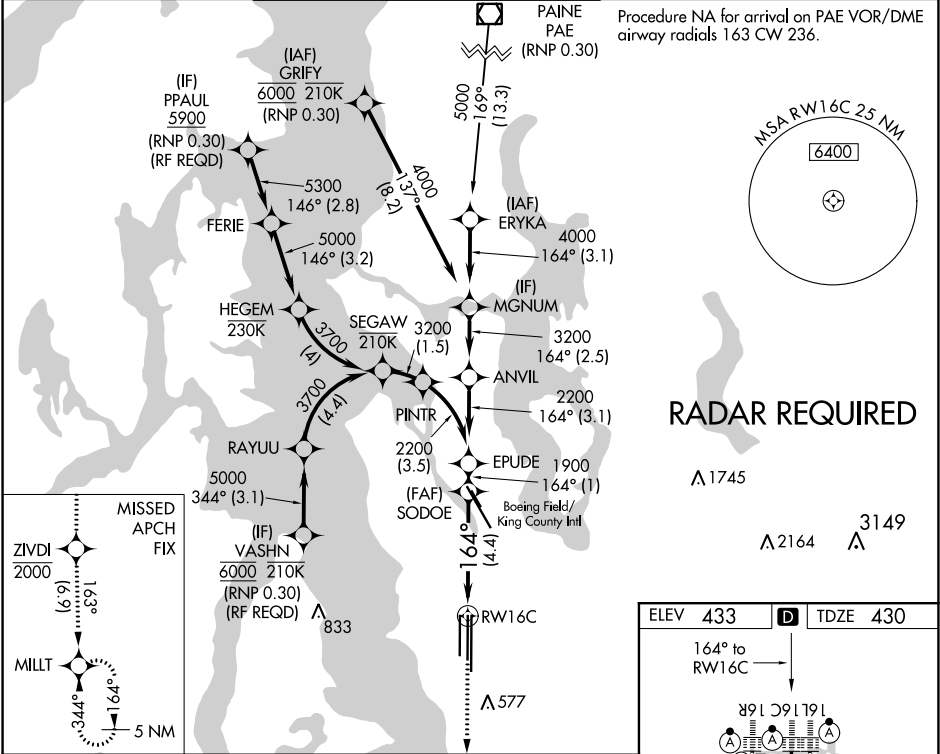 PAINE
PAE
(RNP 0.30)
Procedure NA for arrival on PAE VOR/DME
airway radials 163 CW 236.
(IAF)
GRIFY
6000 210K
(RNP 0.30)
(IF)
PPAUL
5900
(RNP 0.30)
(RF REQD)
5000
169°
(13.3)
MSA RW16C 25 NM
6400
4000
137°
(8.2)
5300
146° (2.8)
FERIE
5000
146° (3.2)
(IAF)
ERYKA
4000
164° (3.1)
(IF)
MGNUM
HEGEM
230K
3700
(4)
SEGAW
210K
3200
(1.5)
3200
164° (2.5)
ANVIL
PINTR
2200
164° (3.1)
RADAR REQUIRED
3700
(4.4)
RAYUU
2200
(3.5)
EPUDE
1900
164° (1)
(FAF)
SODOE
Boeing Field/
King County Intl
1745
5000
344° (3.1)
(IF)
VASHN
6000 210K
(RNP 0.30)
(RF REQD)
833
164°
(4.4)
2164
3149
RW16C
577
MISSED
APCH
FIX
ZIVDI
2000
163°
(6.9)
MILLT
344°
164°
5 NM
ELEV 433
D
TDZE 430
164° to
RW16C
16R
16C
16L
A
A
A